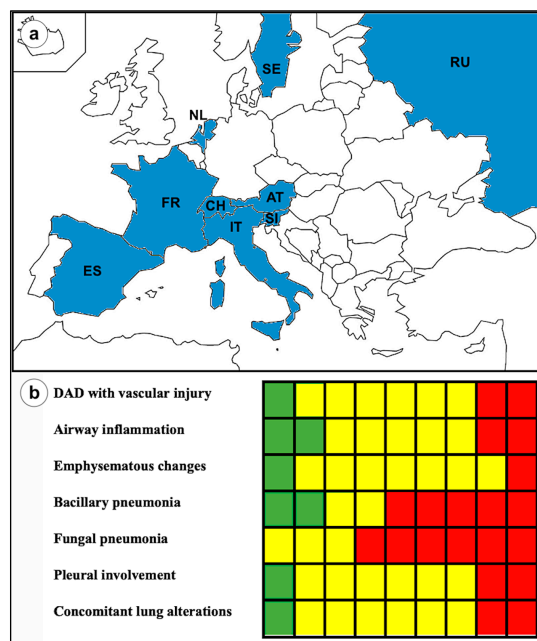 a
SE
RU
NL
FR
CH
AT
SI
IT
ES
b
DAD with vascular injury
Airway inflammation
Emphysematous changes
Bacillary pneumonia
Fungal pneumonia
Pleural involvement
Concomitant lung alterations